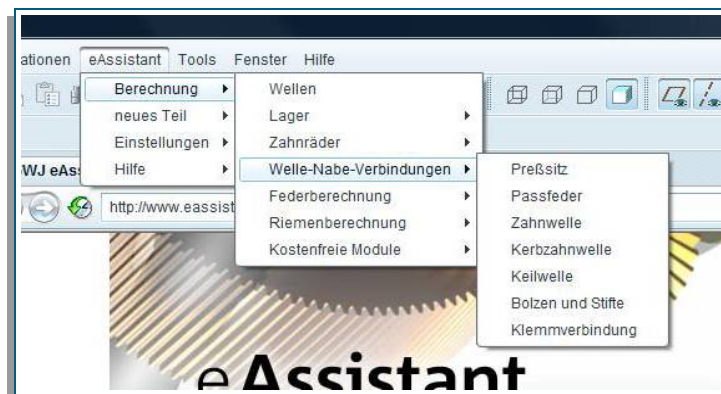 ationen eAssistant Tools Fenster Hilfe
Berechnung
neues Teil
Einstellungen
Hilfe
Wellen
Lager
Zahnräder
Welle-Nabe-Verbindungen
Federberechnung
Riemenberechnung
Kostenfreie Module
Preßsitz
Passfeder
Zahnwelle
Kerbzahnwelle
Keilwelle
Bolzen und Stifte
Klemmverbindung
WJ eAs
http://www.eassist
eAssistant